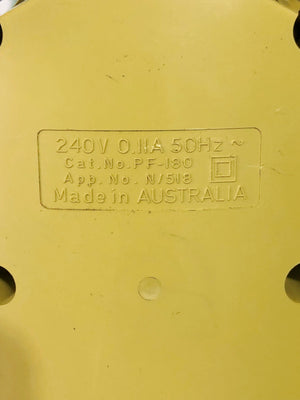 240V 0.11A 50Hz ~
Cat. No. PF-180
App. No. N/518
Made in AUSTRALIA